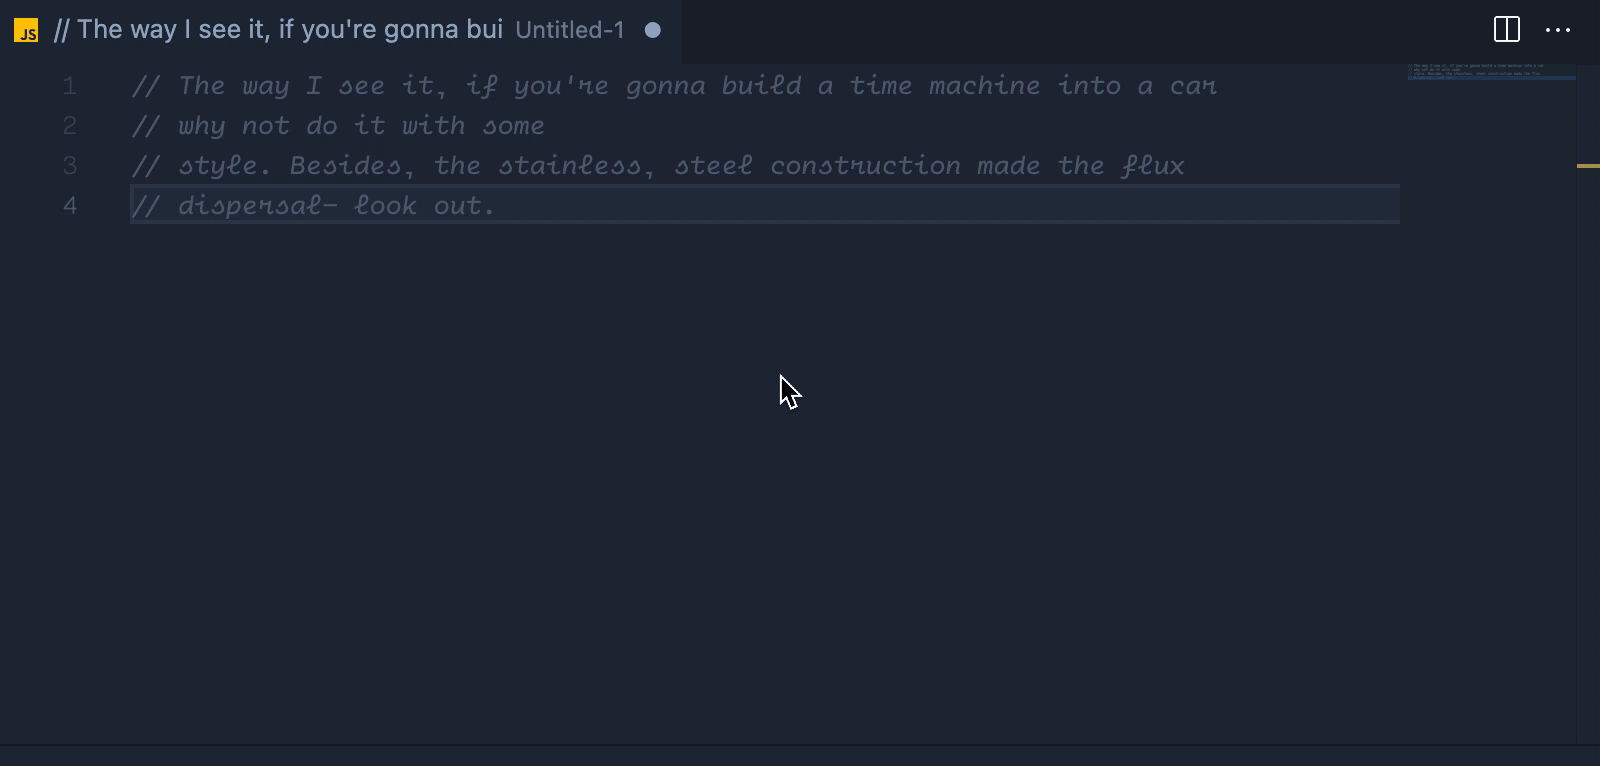 JS // The way I see it, if you're gonna bui Untitled-1
1 // The way I see it, if you're gonna build a time machine into a car
2 // why not do it with some
3 // style. Besides, the stainless, steel construction made the flux
4 // dispersal- look out.